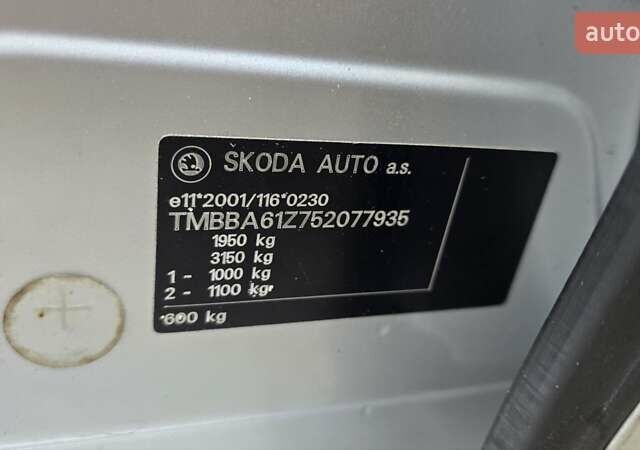 auto
ŠKODA AUTO a.s.
e11*2001/116*0230
TMBBA61Z752077935
1950 kg
3150 kg
1 - 1000 kg
2 - 1100 kg
600 kg